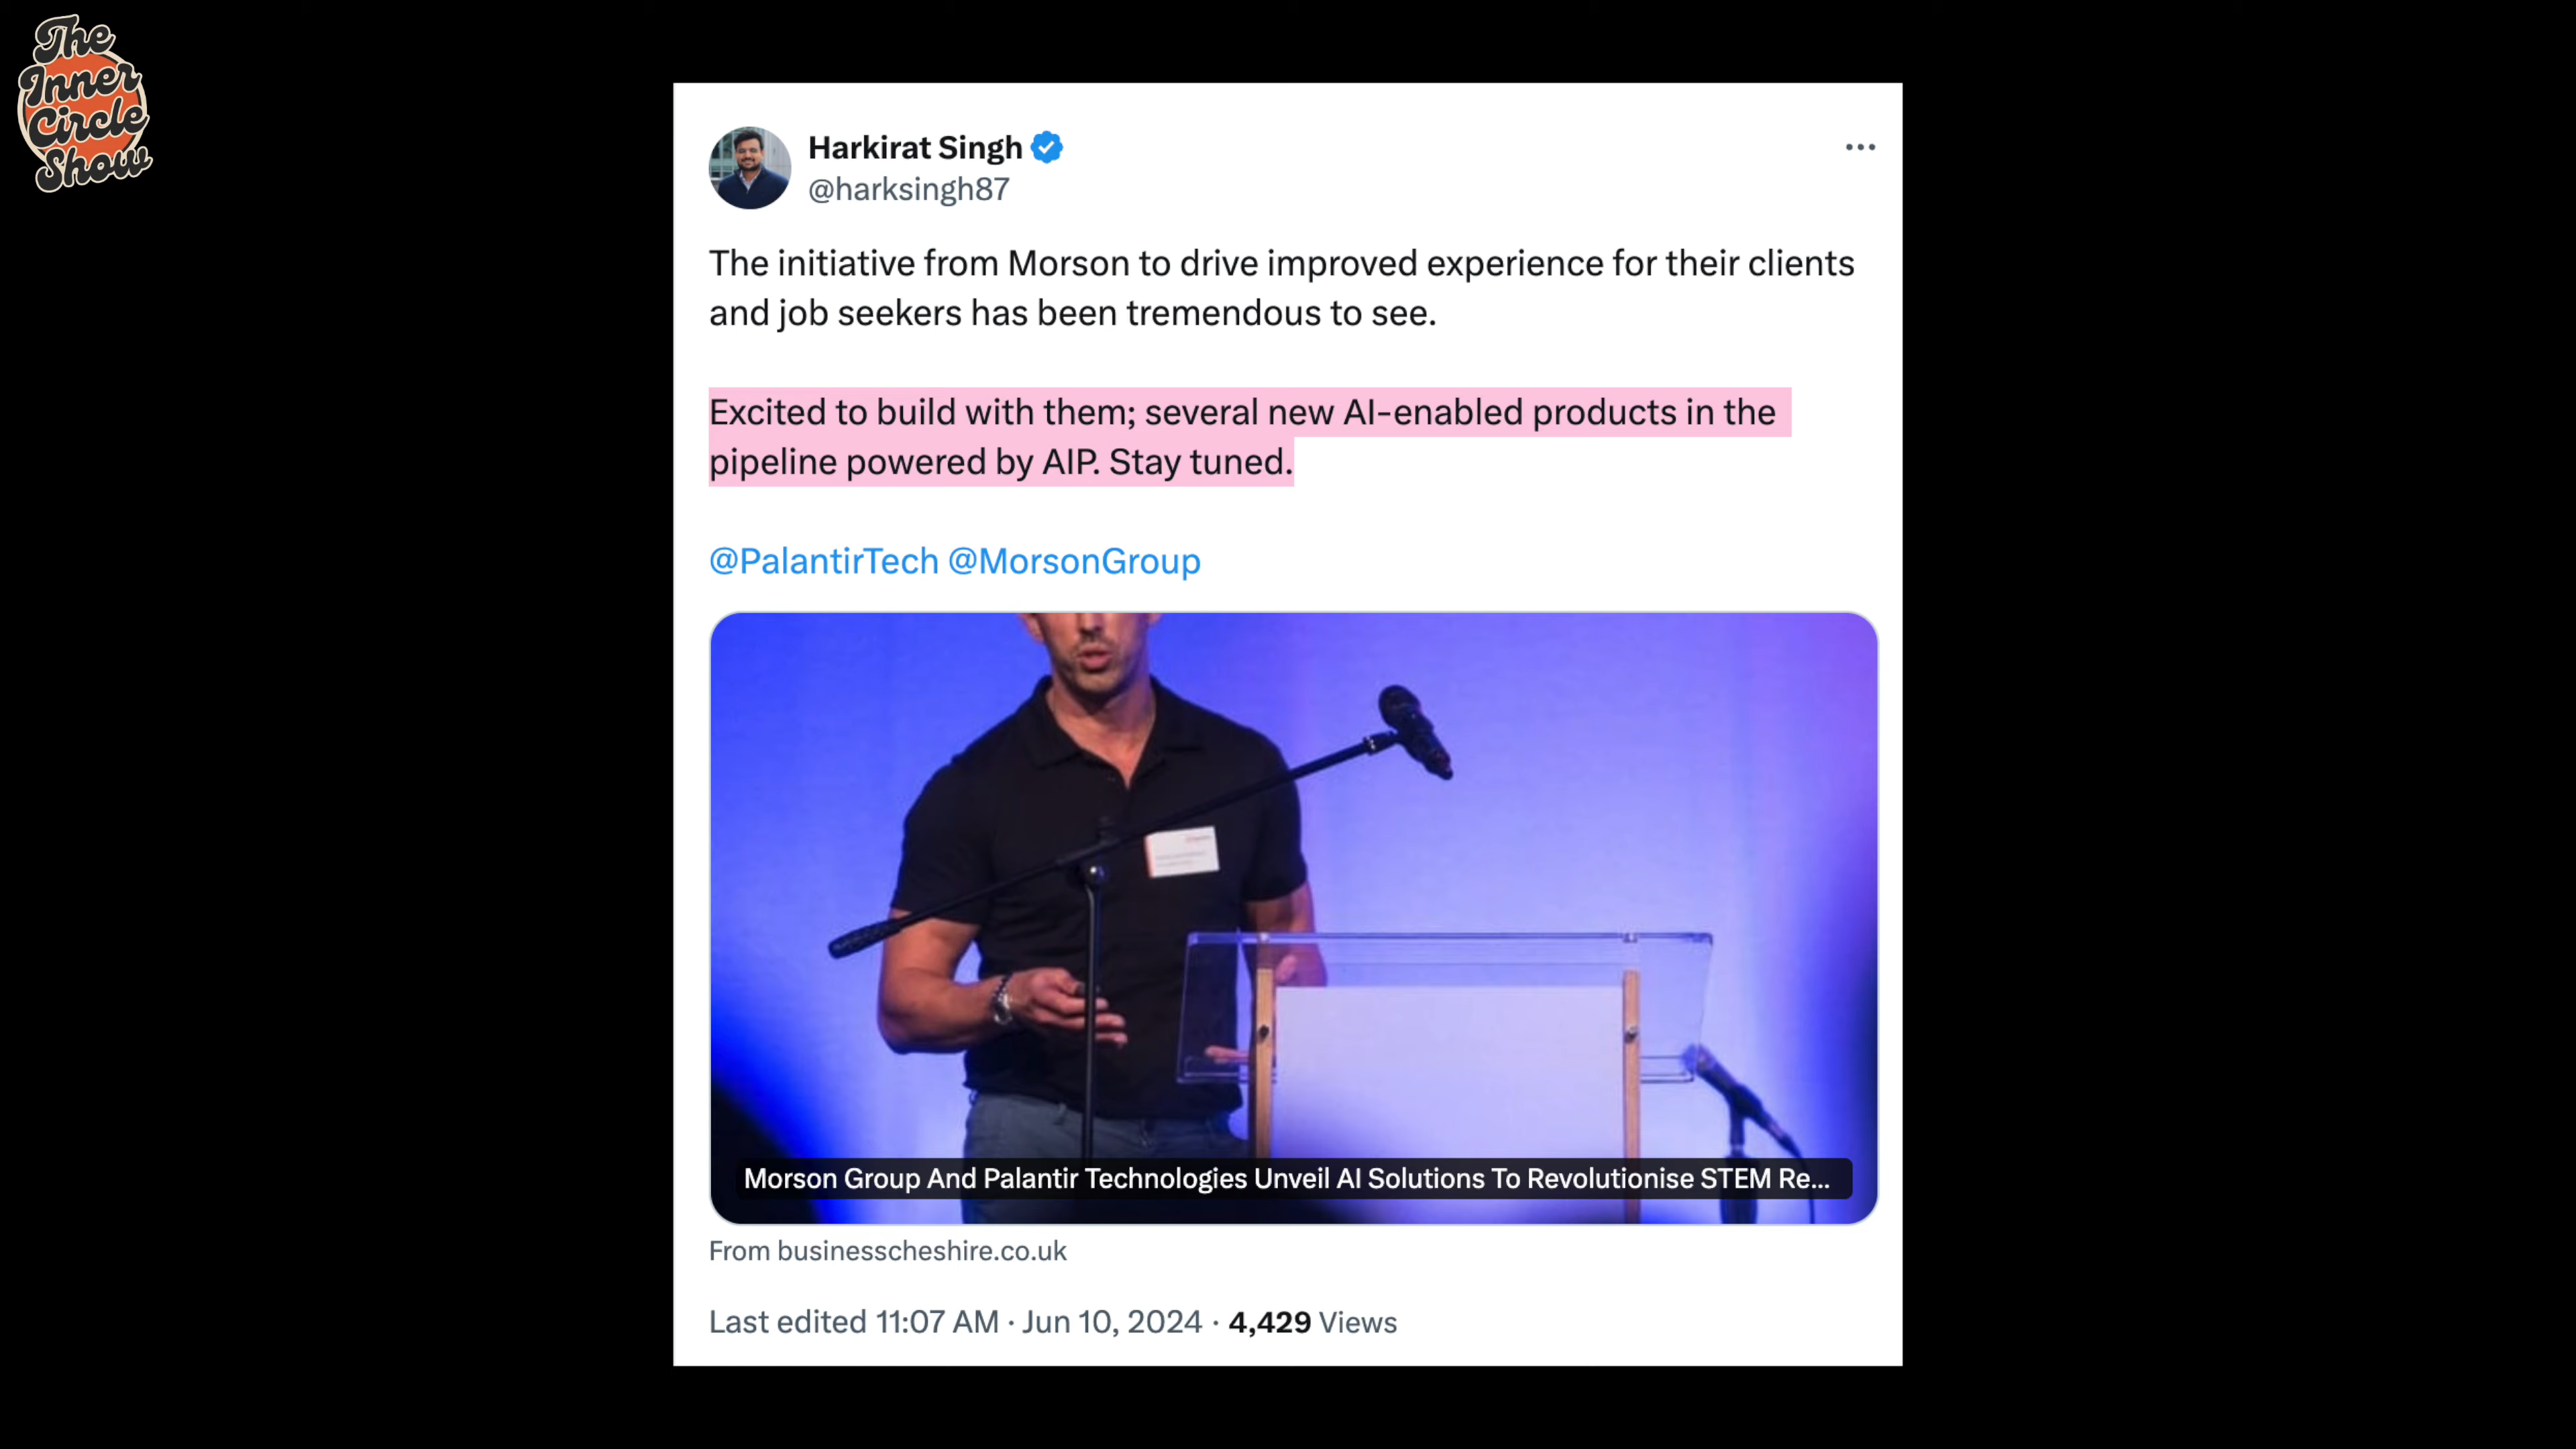 The
Inner
Circle
Show
Harkirat Singh
@harksingh87
The initiative from Morson to drive improved experience for their clients
and job seekers has been tremendous to see.
Excited to build with them; several new AI-enabled products in the
pipeline powered by AIP. Stay tuned.
@PalantirTech @MorsonGroup
Morson Group And Palantir Technologies Unveil AI Solutions To Revolutionise STEM Re...
From businesscheshire.co.uk
Last edited 11:07 AM · Jun 10, 2024 · 4,429 Views